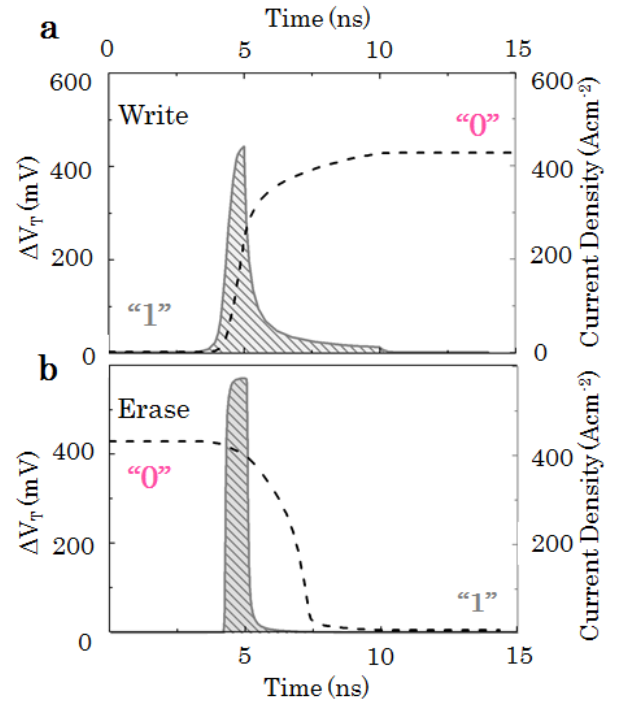 a
Time (ns)
0 5 10 15
600 600
Write
“0”
400 400
ΔV_T (mV)
Current Density (Acm⁻²)
200 200
“1”
0 0
b
Erase
400 400
“0”
ΔV_T (mV)
Current Density (Acm⁻²)
200 200
“1”
0
5 10 15
Time (ns)